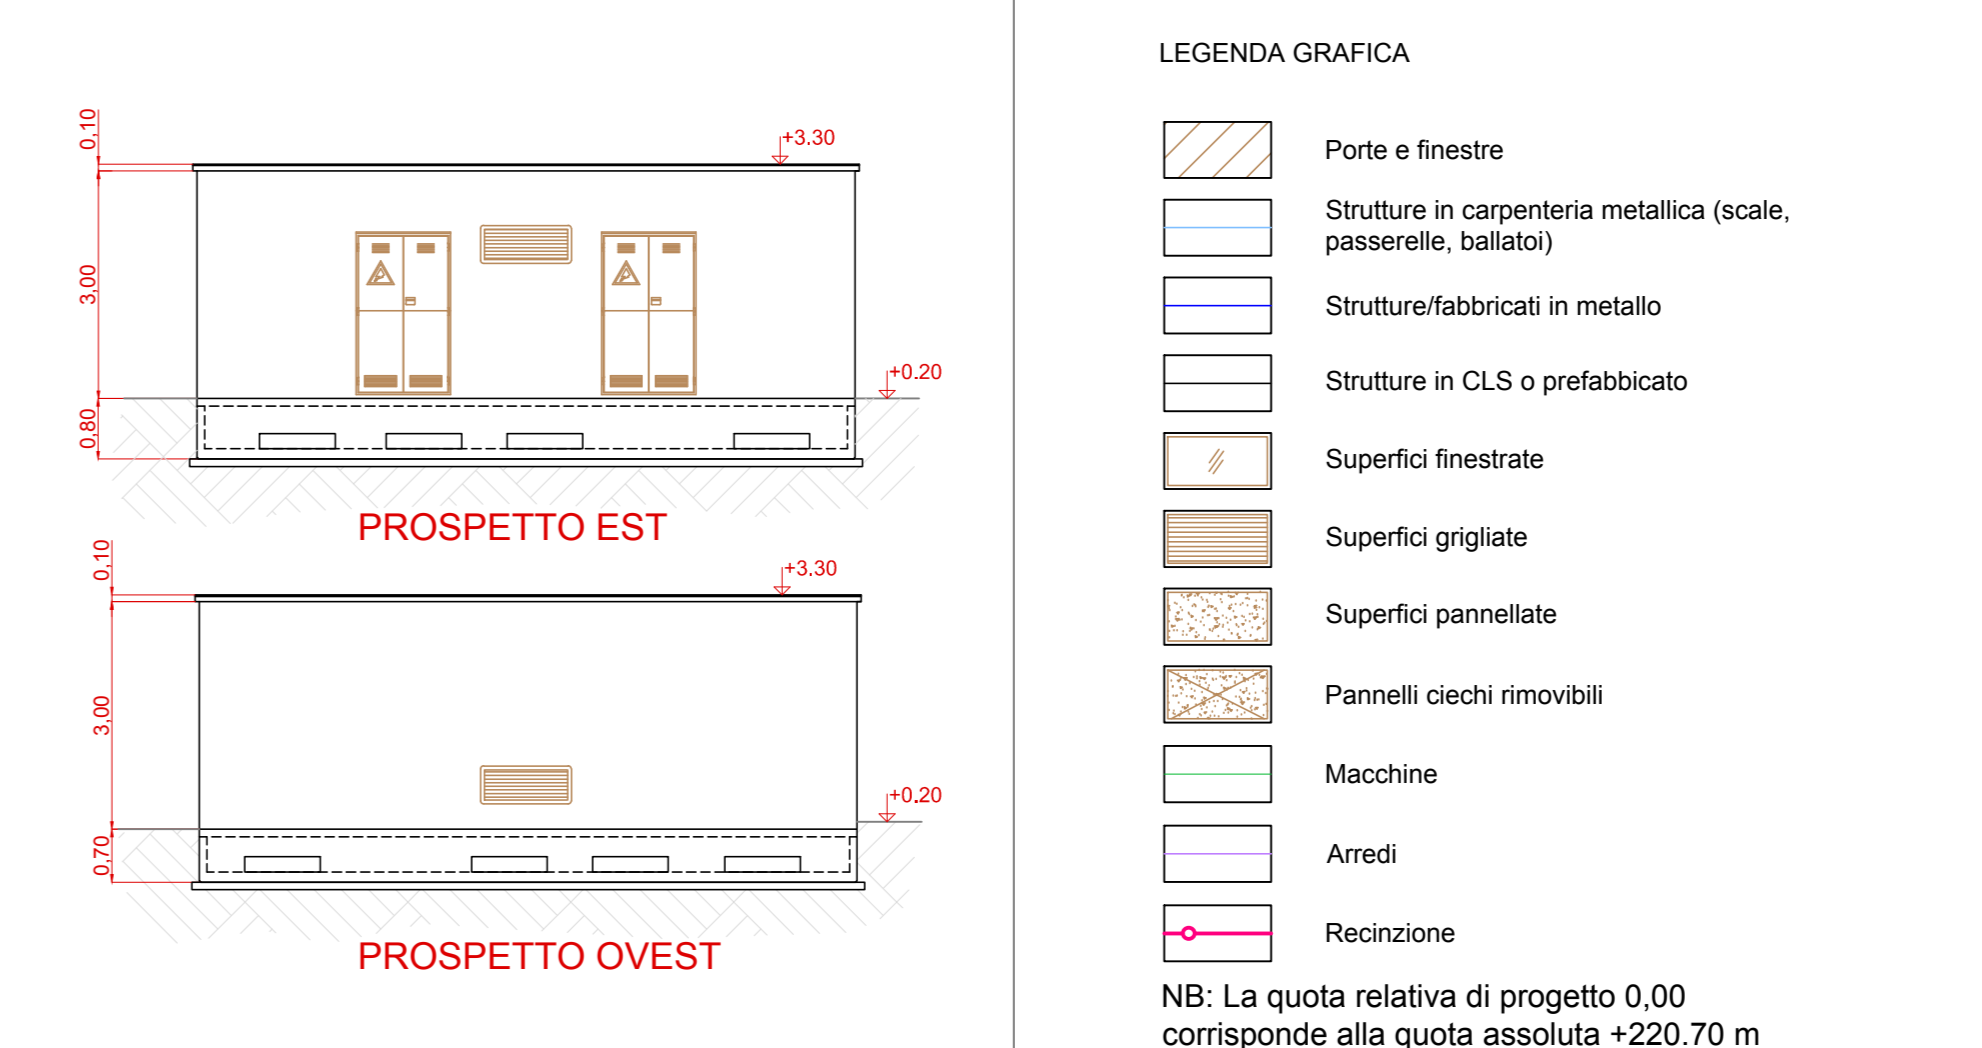 0,10
+3.30
3,00
+0.20
0,80
PROSPETTO EST
0,10
+3.30
3,00
+0.20
0,70
PROSPETTO OVEST
LEGENDA GRAFICA
Porte e finestre
Strutture in carpenteria metallica (scale,
passerelle, ballatoi)
Strutture/fabbricati in metallo
Strutture in CLS o prefabbicato
Superfici finestrate
Superfici grigliate
Superfici pannellate
Pannelli ciechi rimovibili
Macchine
Arredi
Recinzione
NB: La quota relativa di progetto 0,00
corrisponde alla quota assoluta +220.70 m